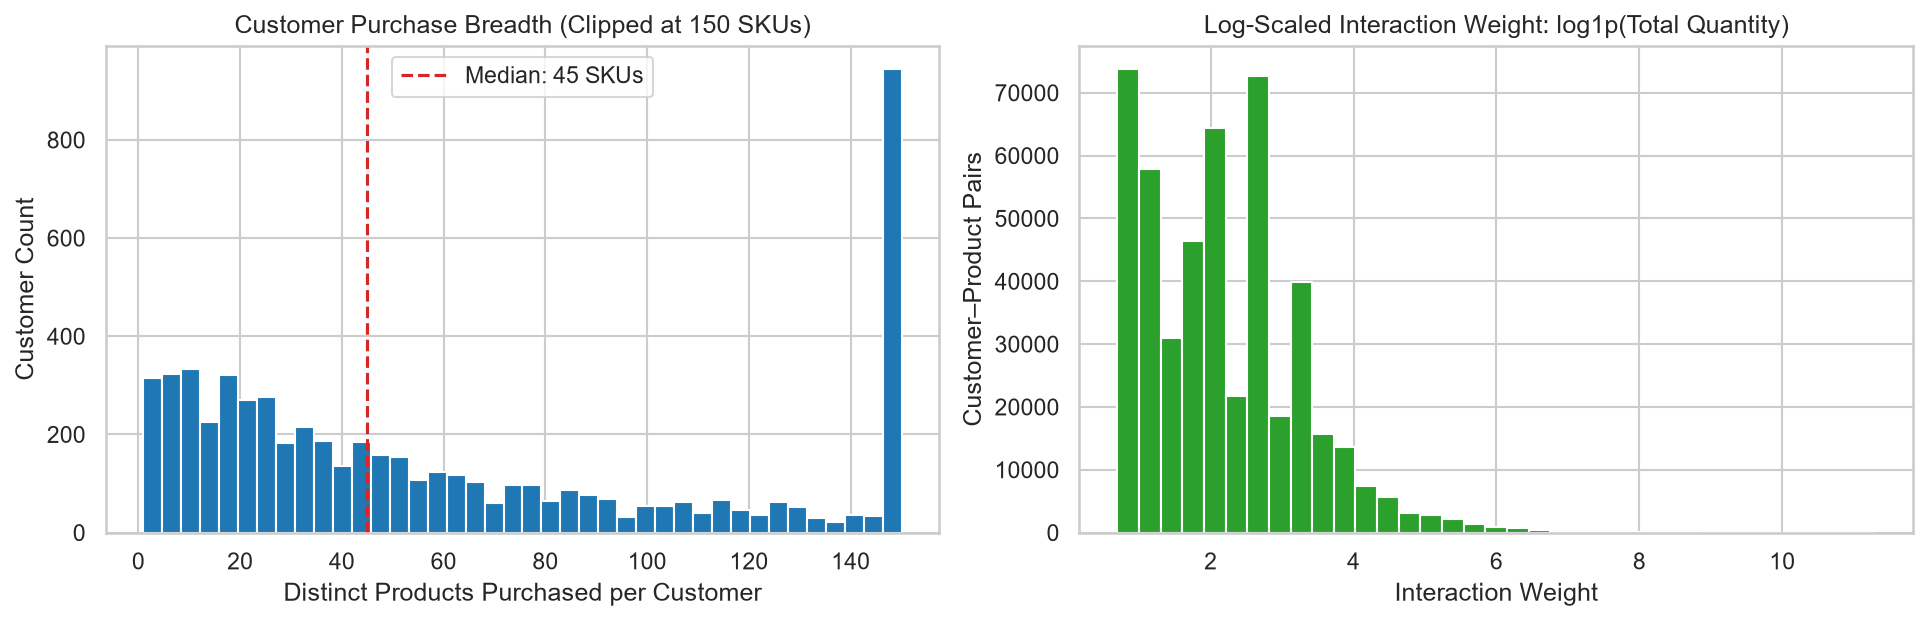 Customer Purchase Breadth (Clipped at 150 SKUs)
Median: 45 SKUs
Customer Count
800
600
400
200
0
0 20 40 60 80 100 120 140
Distinct Products Purchased per Customer
Log-Scaled Interaction Weight: log1p(Total Quantity)
Customer–Product Pairs
70000
60000
50000
40000
30000
20000
10000
0
2 4 6 8 10
Interaction Weight